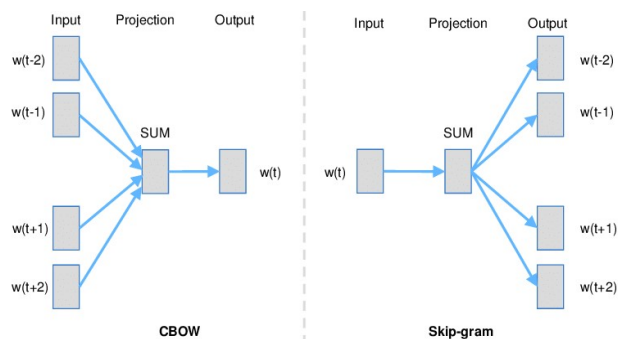 Input Projection Output
w(t-2)
w(t-1)
SUM
w(t)
w(t+1)
w(t+2)
CBOW
Input Projection Output
w(t-2)
w(t-1)
SUM
w(t)
w(t+1)
w(t+2)
Skip-gram